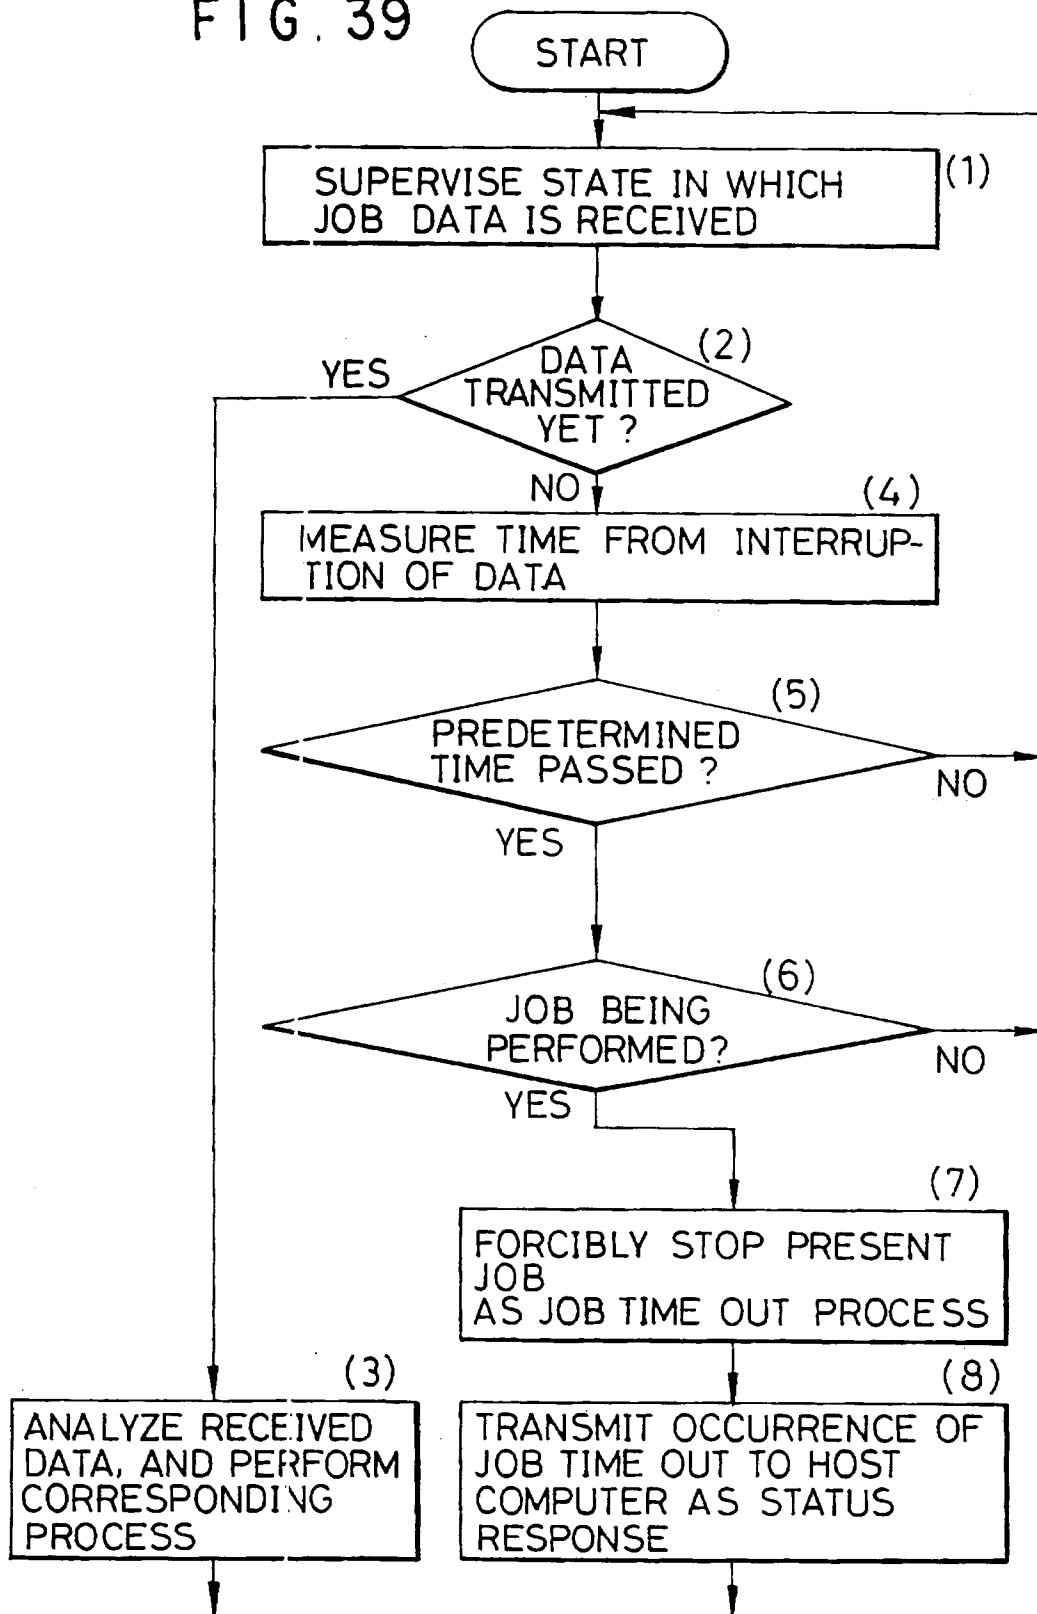 FIG. 39
START
(1)
SUPERVISE STATE IN WHICH
JOB DATA IS RECEIVED
(2)
DATA
TRANSMITTED
YET ?
YES
NO
(4)
MEASURE TIME FROM INTERRUP-
TION OF DATA
(5)
PREDETERMINED
TIME PASSED ?
NO
YES
(6)
JOB BEING
PERFORMED?
NO
YES
(7)
FORCIBLY STOP PRESENT
JOB
AS JOB TIME OUT PROCESS
(3)
ANALYZE RECEIVED
DATA, AND PERFORM
CORRESPONDING
PROCESS
(8)
TRANSMIT OCCURRENCE OF
JOB TIME OUT TO HOST
COMPUTER AS STATUS
RESPONSE